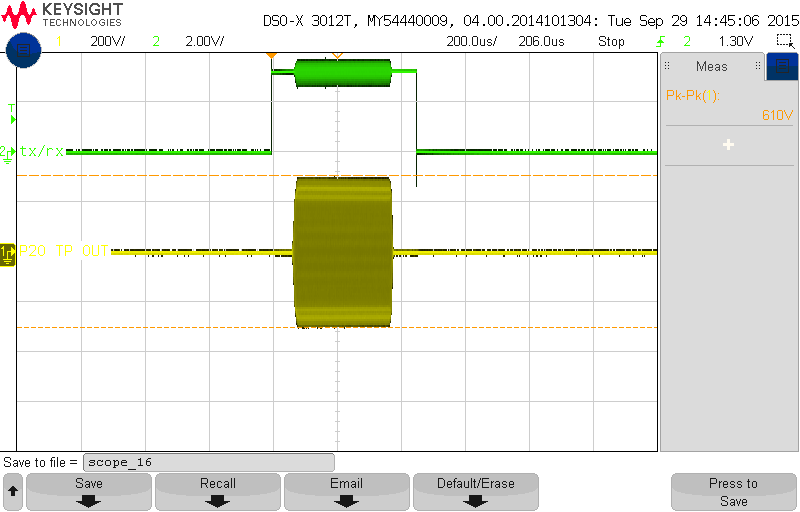 KEYSIGHT
TECHNOLOGIES
DSO-X 3012T, MY54440009, 04.00.2014101304: Tue Sep 29 14:45:06 2015
1 200V/ 2 2.00V/ 200.0us/ 206.0us Stop 2 1.30V
Meas
Pk-Pk( ):
610V
T
2 tx/rx
1 P20 TP OUT
Save to file = scope_16
Save Recall Email Default/Erase Press to Save